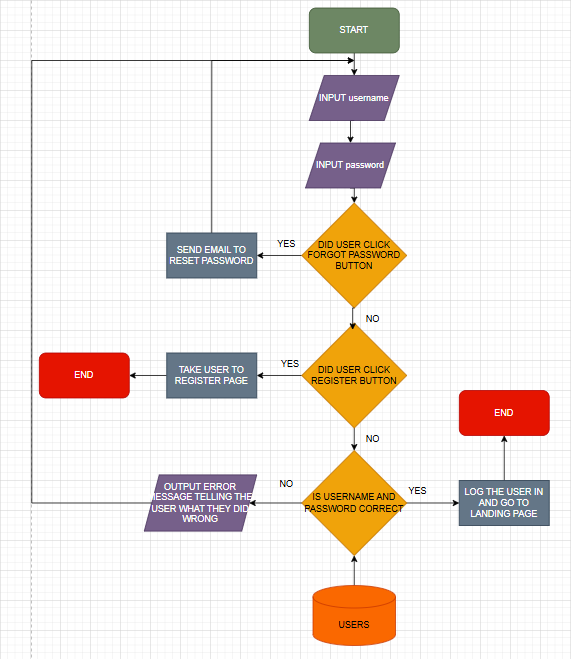 START
INPUT username
INPUT password
DID USER CLICK
FORGOT PASSWORD
BUTTON
YES
SEND EMAIL TO
RESET PASSWORD
NO
DID USER CLICK
REGISTER BUTTON
YES
TAKE USER TO
REGISTER PAGE
END
NO
END
IS USERNAME AND
PASSWORD CORRECT
NO
OUTPUT ERROR
MESSAGE TELLING THE
USER WHAT THEY DID
WRONG
YES
LOG THE USER IN
AND GO TO
LANDING PAGE
USERS